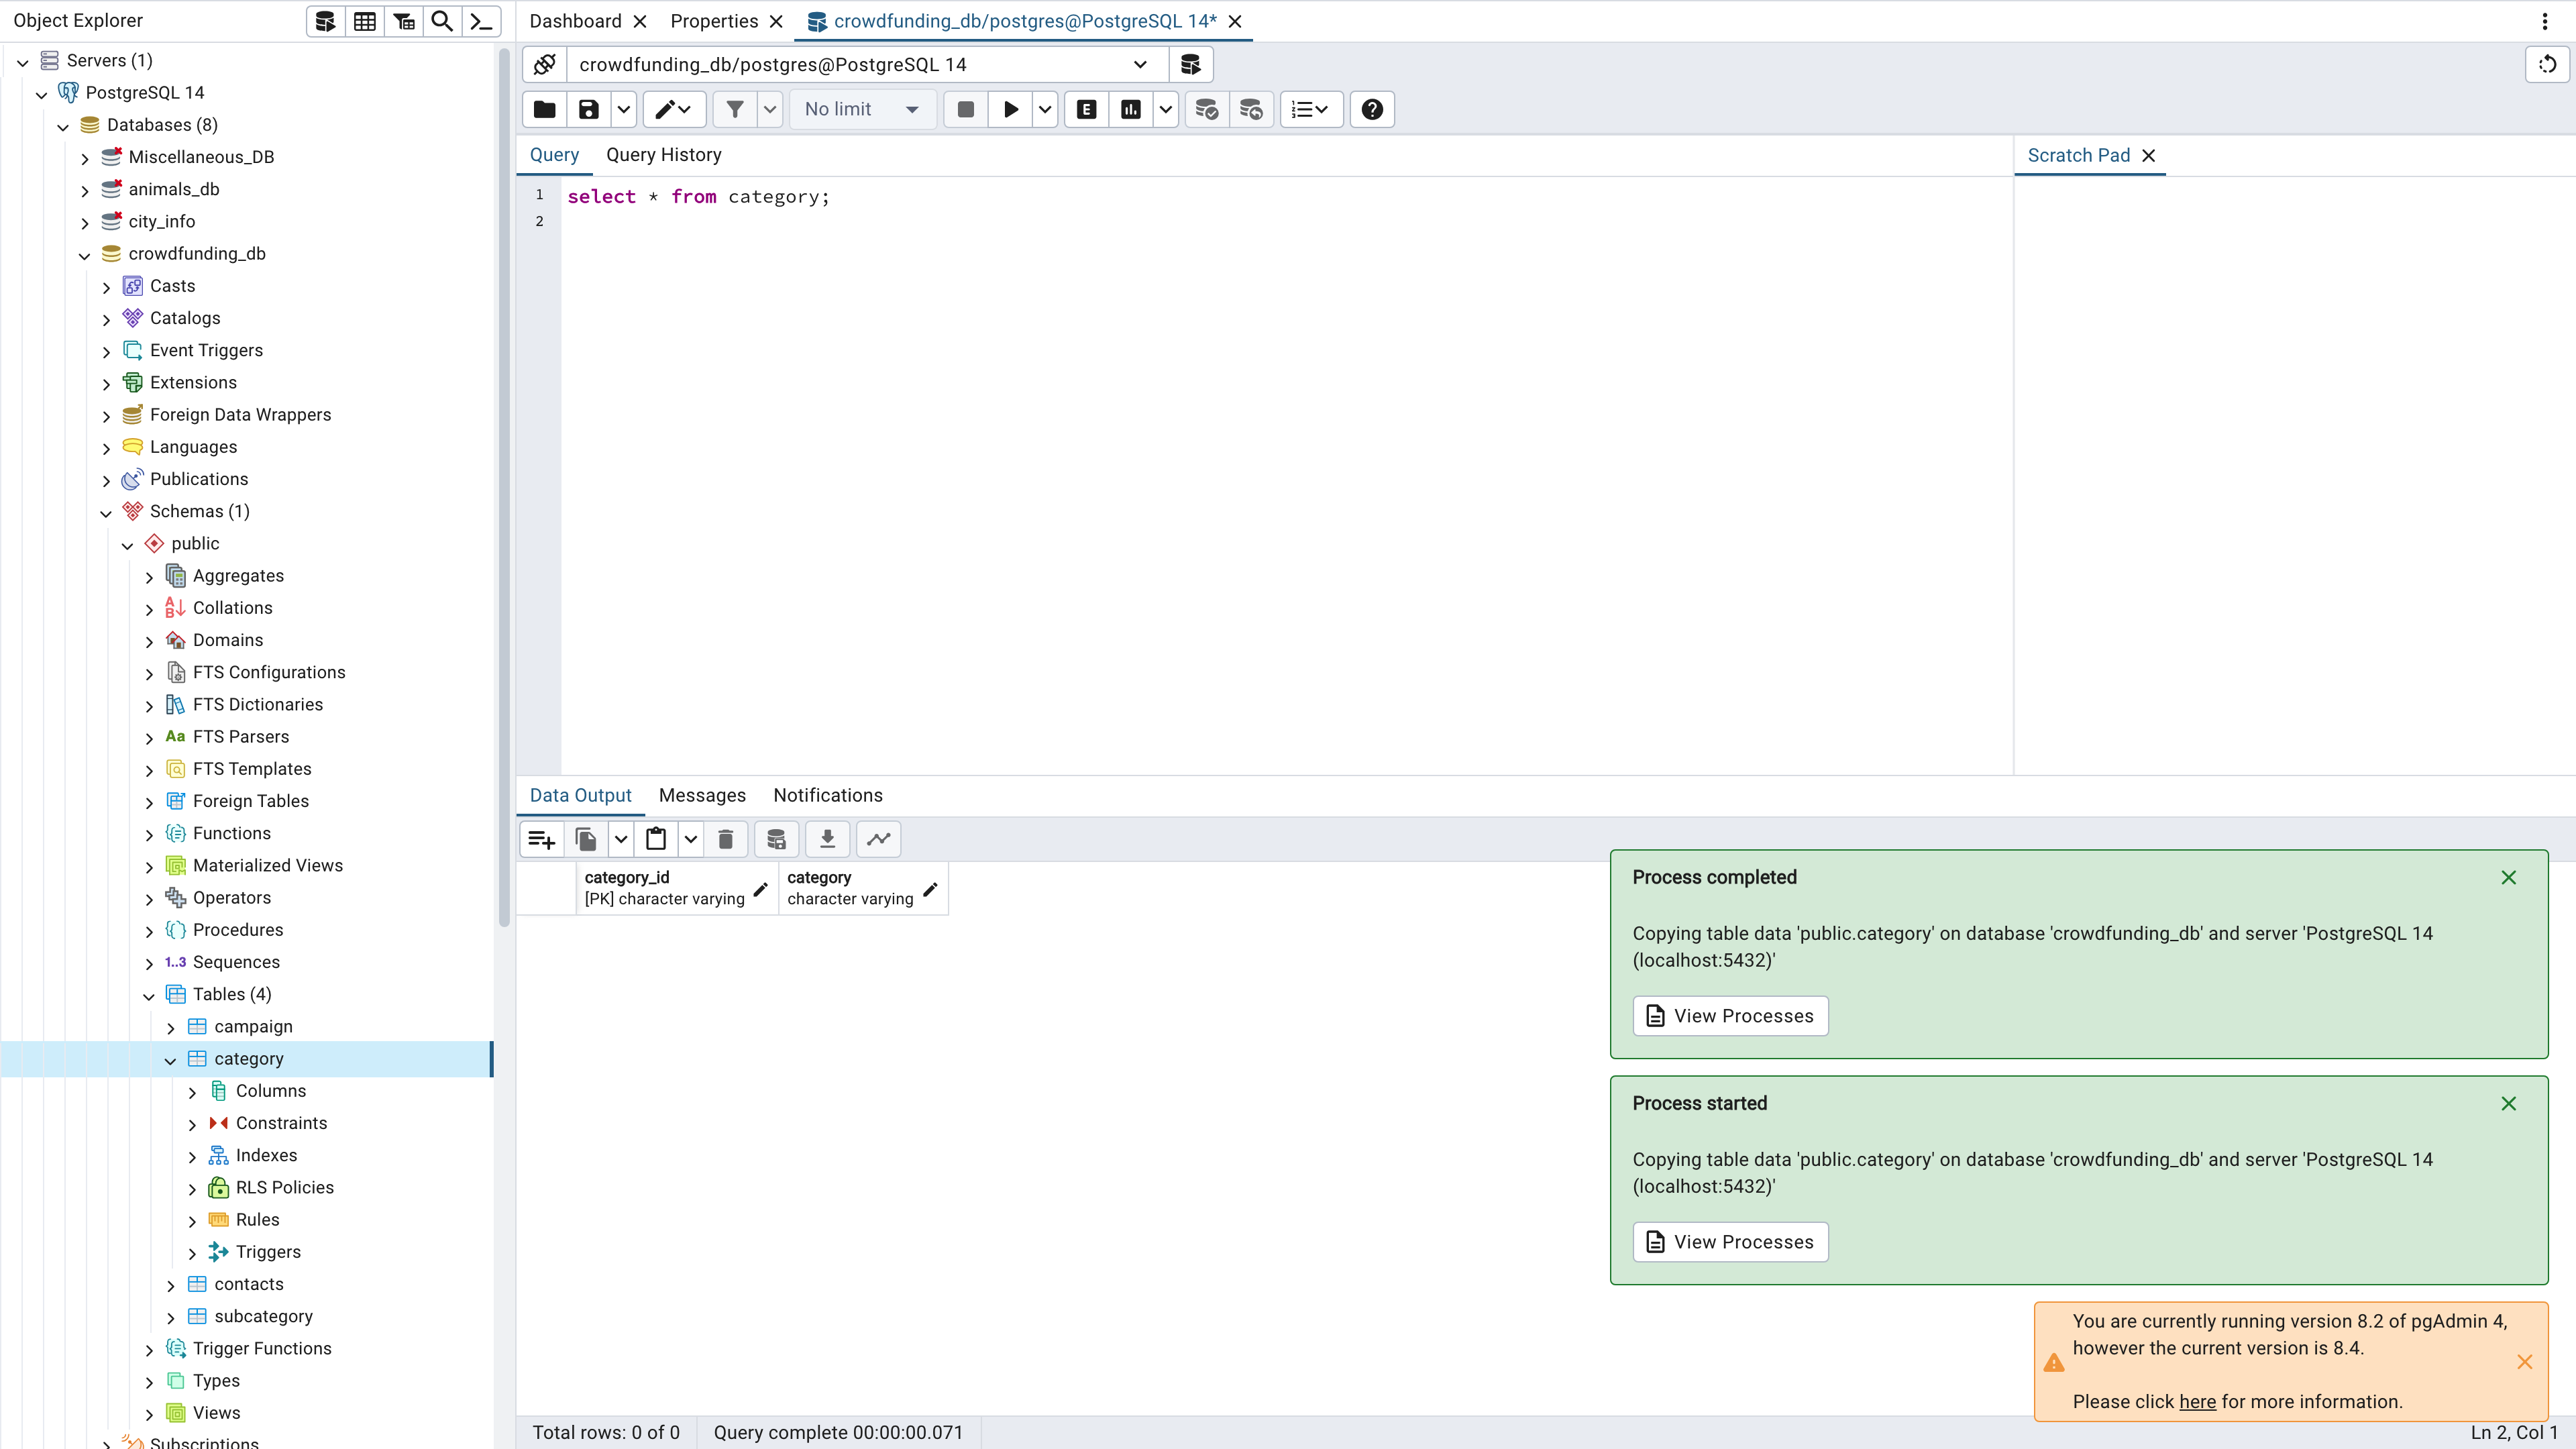 Object Explorer
Servers (1)
PostgreSQL 14
Databases (8)
Miscellaneous_DB
animals_db
city_info
crowdfunding_db
Casts
Catalogs
Event Triggers
Extensions
Foreign Data Wrappers
Languages
Publications
Schemas (1)
public
Aggregates
Collations
Domains
FTS Configurations
FTS Dictionaries
Aa FTS Parsers
FTS Templates
Foreign Tables
Functions
Materialized Views
Operators
Procedures
1..3 Sequences
Tables (4)
campaign
category
Columns
Constraints
Indexes
RLS Policies
Rules
Triggers
contacts
subcategory
Trigger Functions
Types
Views
Subscriptions
Dashboard Properties crowdfunding_db/postgres@PostgreSQL 14*
crowdfunding_db/postgres@PostgreSQL 14
No limit E
Query Query History
Scratch Pad
1 select * from category;
2
Data Output Messages Notifications
category_id
[PK] character varying
category
character varying
Process completed
Copying table data 'public.category' on database 'crowdfunding_db' and server 'PostgreSQL 14
(localhost:5432)'
View Processes
Process started
Copying table data 'public.category' on database 'crowdfunding_db' and server 'PostgreSQL 14
(localhost:5432)'
View Processes
You are currently running version 8.2 of pgAdmin 4,
however the current version is 8.4.
Please click here for more information.
Total rows: 0 of 0 Query complete 00:00:00.071 Ln 2, Col 1